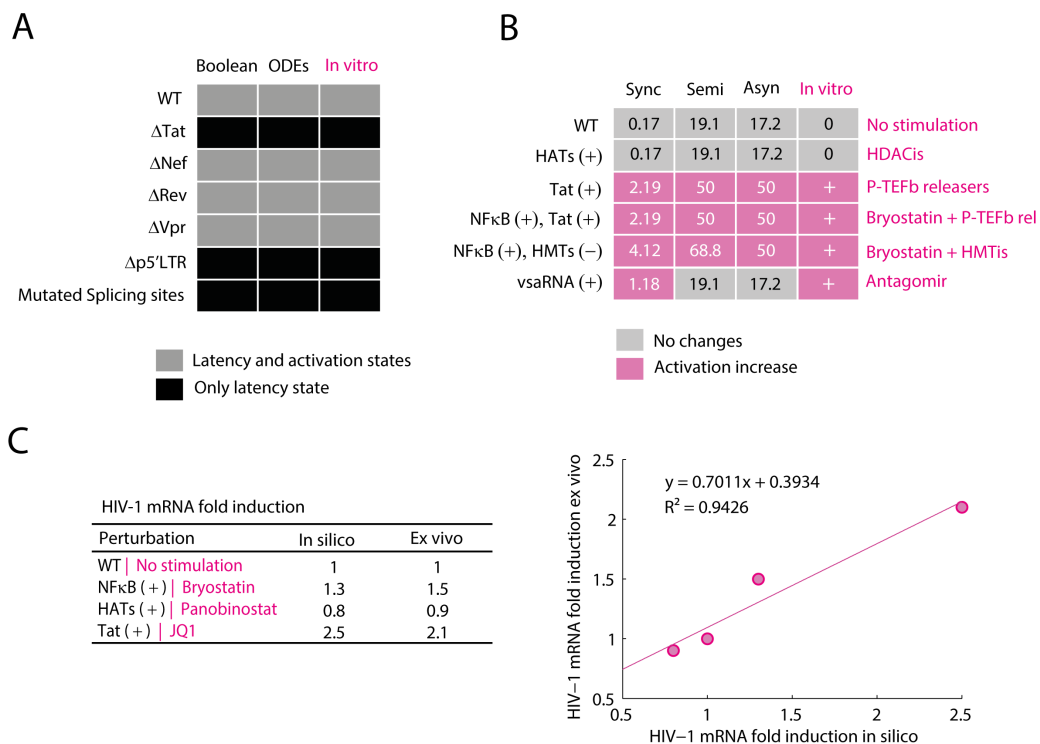 A
Boolean ODEs In vitro
WT
ΔTat
ΔNef
ΔRev
ΔVpr
Δp5'LTR
Mutated Splicing sites
Latency and activation states
Only latency state
B
Sync Semi Asyn In vitro
WT 0.17 19.1 17.2 0 No stimulation
HATs (+) 0.17 19.1 17.2 0 HDACis
Tat (+) 2.19 50 50 + P-TEFb releasers
NFκB (+), Tat (+) 2.19 50 50 + Bryostatin + P-TEFb rel
NFκB (+), HMTs (−) 4.12 68.8 50 + Bryostatin + HMTis
vsaRNA (+) 1.18 19.1 17.2 + Antagomir
No changes
Activation increase
C
HIV-1 mRNA fold induction
Perturbation In silico Ex vivo
WT | No stimulation 1 1
NFκB (+) | Bryostatin 1.3 1.5
HATs (+) | Panobinostat 0.8 0.9
Tat (+) | JQ1 2.5 2.1
HIV−1 mRNA fold induction ex vivo
2.5
2
1.5
1
0.5
y = 0.7011x + 0.3934
R² = 0.9426
0.5 1 1.5 2 2.5
HIV−1 mRNA fold induction in silico